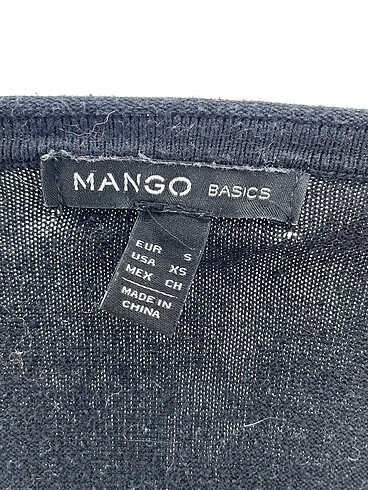 MANGO BASICS
EUR S
USA XS
MEX CH
MADE IN
CHINA